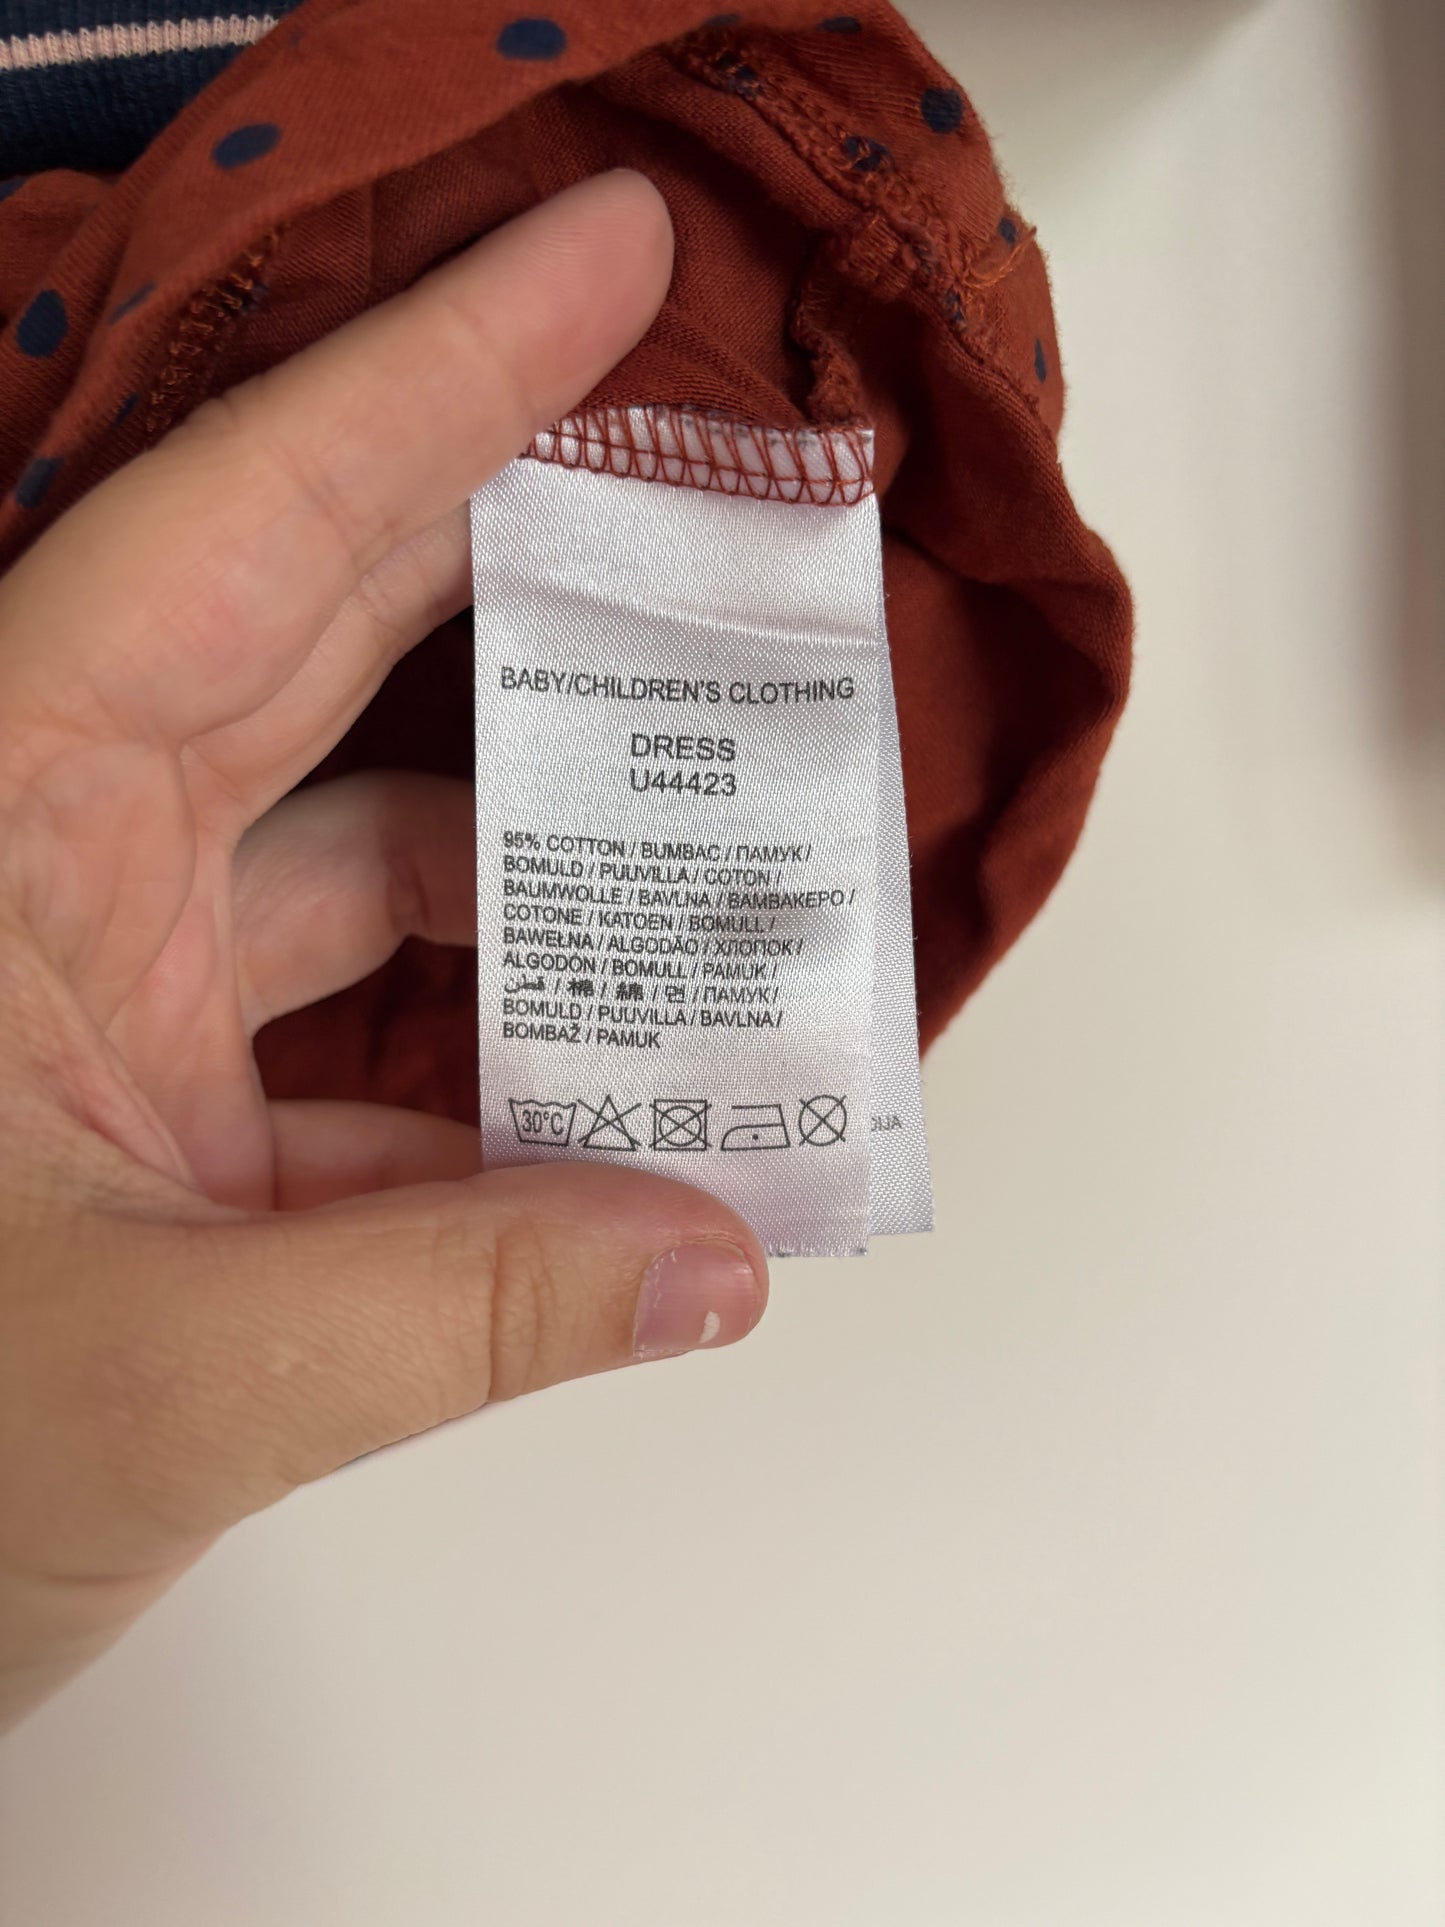 BABY/CHILDREN'S CLOTHING
DRESS
U44423
95% COTTON / BUMBAC / ПАМУК /
BOMULD / PUUVILLA / COTON /
BAUMWOLLE / BAVLNA / ΒΑΜΒΑΚΕΡΟ /
COTONE / KATOEN / BOMULL /
BAWEŁNA / ALGODÃO / ХЛОПОК /
ALGODON / BOMULL / PAMUK /
قطن / 棉 / 綿 / 면 / ПАМУК /
BOMULD / PUUVILLA / BAVLNA /
BOMBAŽ / PAMUK
30°C